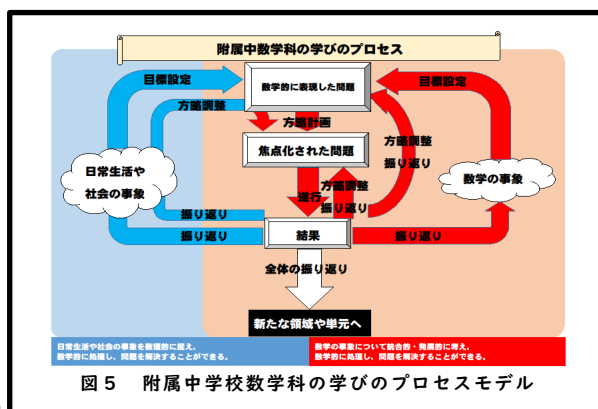 附属中数学科の学びのプロセス
目標設定
数学的に表現した問題
目標設定
方略調整
方略計画
焦点化された問題
方略調整
振り返り
日常生活や
社会の事象
数学の事象
遂行
方略調整
振り返り
振り返り
結果
振り返り
振り返り
全体の振り返り
新たな領域や単元へ
日常生活や社会の事象を数理的に捉え、
数学的に処理し、問題を解決することができる。
数学の事象について統合的・発展的に考え、
数学的に処理し、問題を解決することができる。
図５　附属中学校数学科の学びのプロセスモデル